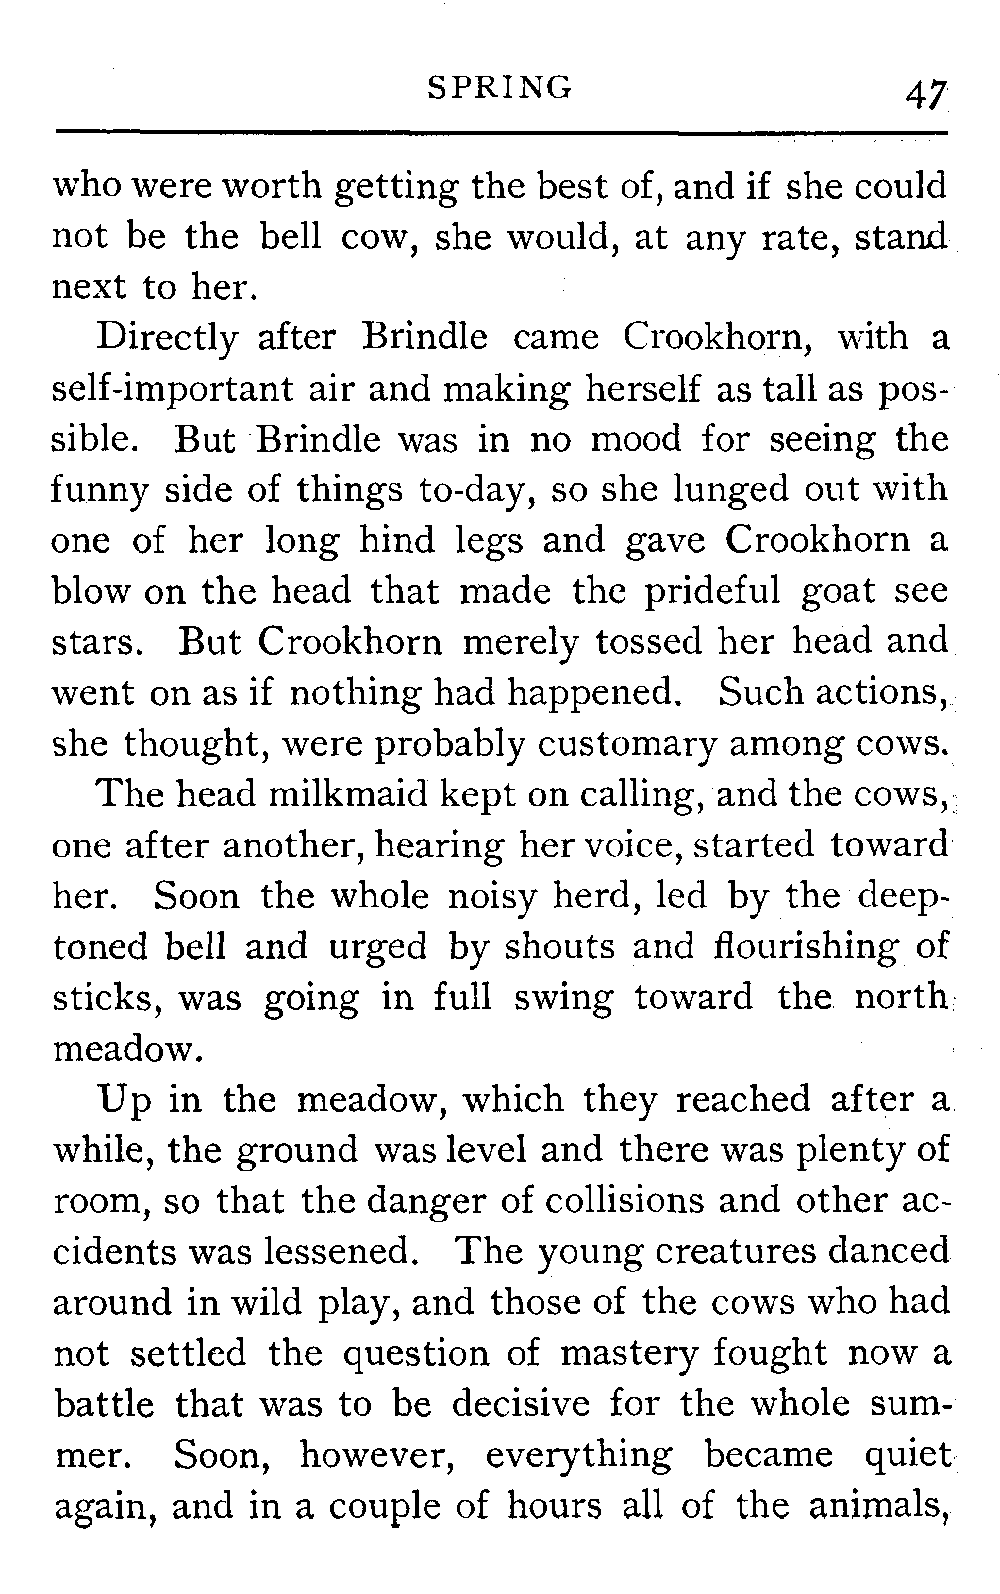 SPRING 47
who were worth getting the best of, and if she could
not be the bell cow, she would, at any rate, stand
next to her.
Directly after Brindle came Crookhorn, with a
self-important air and making herself as tall as pos-
sible. But Brindle was in no mood for seeing the
funny side of things to-day, so she lunged out with
one of her long hind legs and gave Crookhorn a
blow on the head that made the prideful goat see
stars. But Crookhorn merely tossed her head and
went on as if nothing had happened. Such actions,
she thought, were probably customary among cows.
The head milkmaid kept on calling, and the cows,
one after another, hearing her voice, started toward
her. Soon the whole noisy herd, led by the deep-
toned bell and urged by shouts and flourishing of
sticks, was going in full swing toward the north
meadow.
Up in the meadow, which they reached after a
while, the ground was level and there was plenty of
room, so that the danger of collisions and other ac-
cidents was lessened. The young creatures danced
around in wild play, and those of the cows who had
not settled the question of mastery fought now a
battle that was to be decisive for the whole sum-
mer. Soon, however, everything became quiet
again, and in a couple of hours all of the animals,